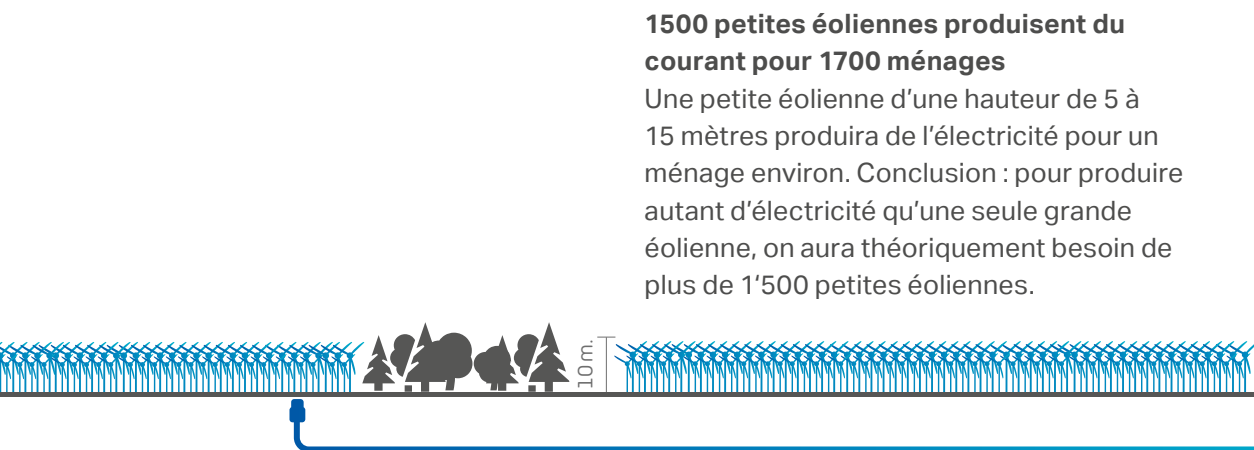 1500 petites éoliennes produisent du
courant pour 1700 ménages
Une petite éolienne d’une hauteur de 5 à
15 mètres produira de l’électricité pour un
ménage environ. Conclusion : pour produire
autant d’électricité qu’une seule grande
éolienne, on aura théoriquement besoin de
plus de 1‘500 petites éoliennes.
10 m.